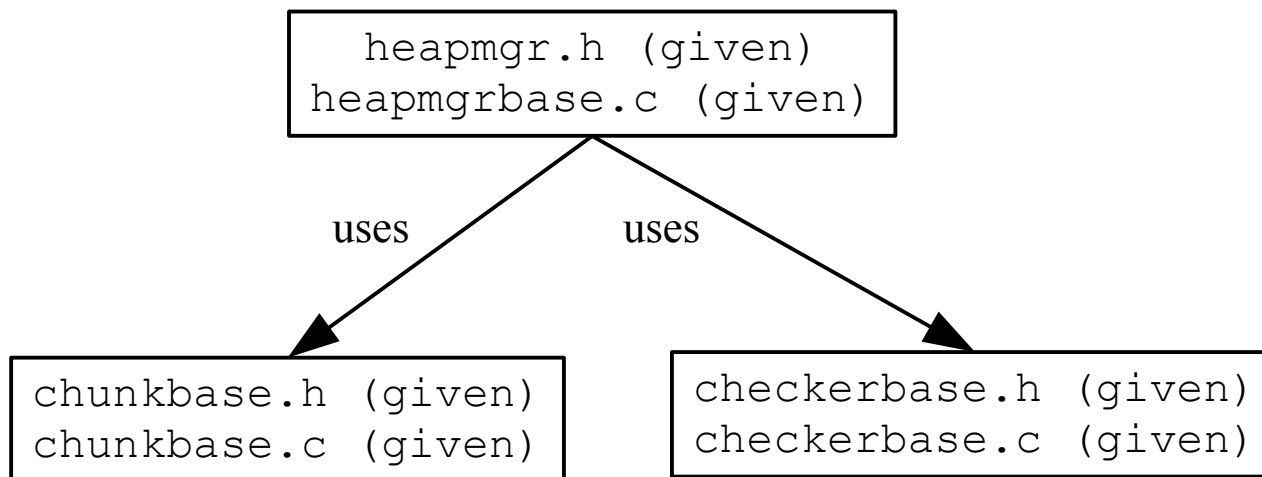 heapmgr.h (given)
heapmgrbase.c (given)
uses
uses
chunkbase.h (given)
chunkbase.c (given)
checkerbase.h (given)
checkerbase.c (given)